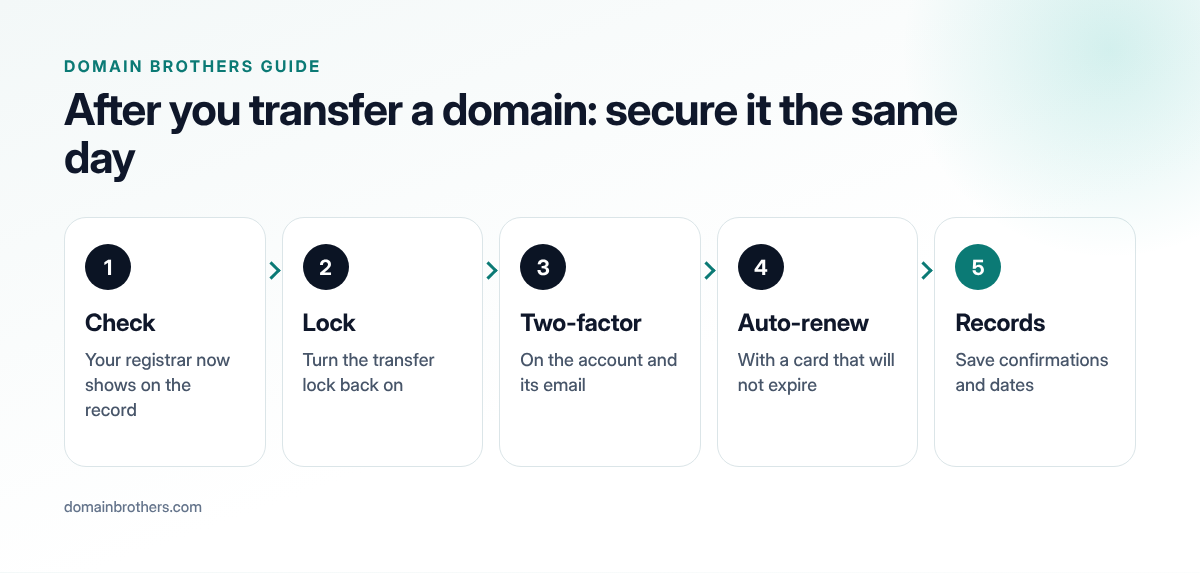 DOMAIN BROTHERS GUIDE
After you transfer a domain: secure it the same
day
1
Check
Your registrar now
shows on the
record
2
Lock
Turn the transfer
lock back on
3
Two-factor
On the account and
its email
4
Auto-renew
With a card that will
not expire
5
Records
Save confirmations
and dates
domainbrothers.com